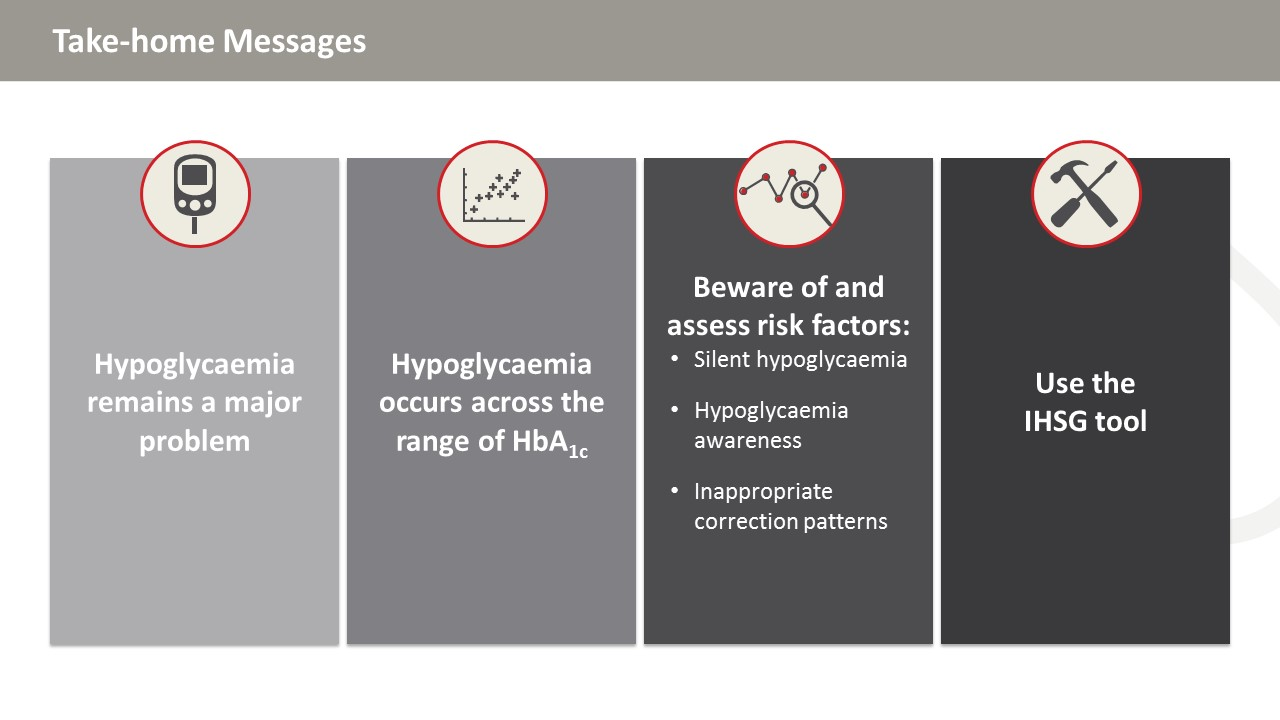 Take-home Messages
Hypoglycaemia
remains a major
problem
Hypoglycaemia
occurs across the
range of HbA1c
Beware of and
assess risk factors:
• Silent hypoglycaemia
• Hypoglycaemia
awareness
• Inappropriate
correction patterns
Use the
IHSG tool